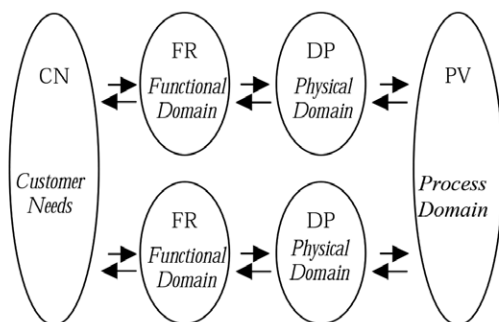 CN
Customer
Needs
FR
Functional
Domain
DP
Physical
Domain
PV
Process
Domain
FR
Functional
Domain
DP
Physical
Domain